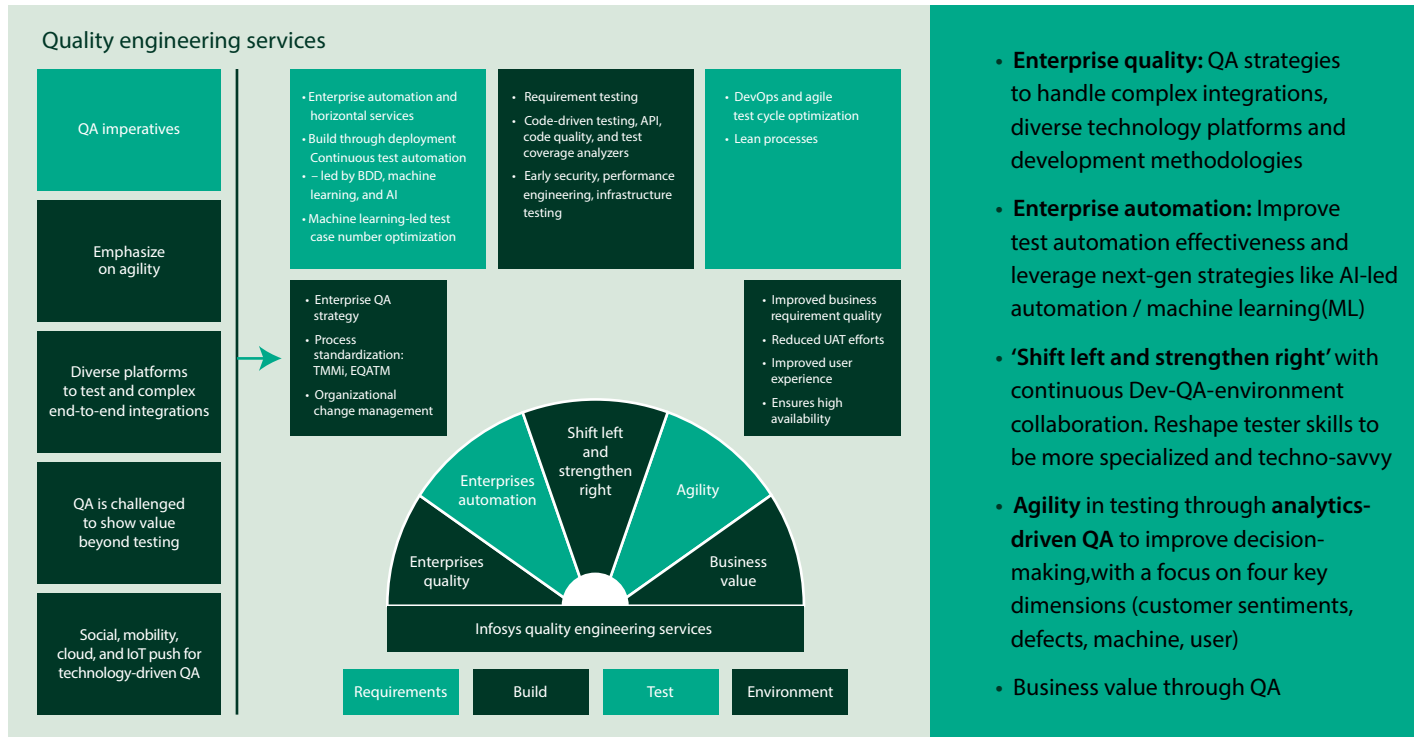 Quality engineering services
QA imperatives
Emphasize
on agility
Diverse platforms
to test and complex
end-to-end integrations
QA is challenged
to show value
beyond testing
Social, mobility,
cloud, and IoT push for
technology-driven QA
• Enterprise automation and
horizontal services
• Build through deployment
Continuous test automation
• – led by BDD, machine
learning, and AI
• Machine learning-led test
case number optimization
• Requirement testing
• Code-driven testing, API,
code quality, and test
coverage analyzers
• Early security, performance
engineering, infrastructure
testing
• DevOps and agile
test cycle optimization
• Lean processes
• Enterprise QA
strategy
• Process
standardization:
TMMi, EQATM
• Organizational
change management
• Improved business
requirement quality
• Reduced UAT efforts
• Improved user
experience
• Ensures high
availability
Enterprises
quality
Enterprises
automation
Shift left
and
strengthen
right
Agility
Business
value
Infosys quality engineering services
Requirements
Build
Test
Environment
• Enterprise quality: QA strategies
to handle complex integrations,
diverse technology platforms and
development methodologies
• Enterprise automation: Improve
test automation effectiveness and
leverage next-gen strategies like AI-led
automation / machine learning(ML)
• ‘Shift left and strengthen right’ with
continuous Dev-QA-environment
collaboration. Reshape tester skills to
be more specialized and techno-savvy
• Agility in testing through analytics-
driven QA to improve decision-
making,with a focus on four key
dimensions (customer sentiments,
defects, machine, user)
• Business value through QA